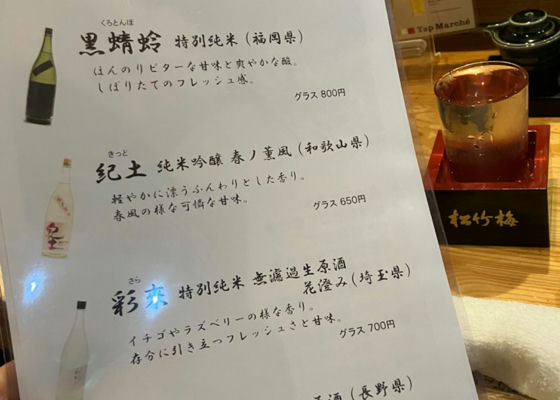 くろとんぼ
黒蜻蛉 特別純米（福岡県）
ほんのりビターな甘味と爽やかな酸。
しぼりたてのフレッシュ感。
グラス 800円
きっど
紀土 純米吟醸 春ノ薫風（和歌山県）
軽やかに漂うふんわりとした香り。
春風の様な可憐な甘味。
グラス 650円
さら
彩來 特別純米 無濾過生原酒
花澄み（埼玉県）
イチゴやラズベリーの様な香り。
存分に引き立つフレッシュさと甘味。
グラス 700円
原酒（長野県）
Tap Marché
松竹梅
紀土